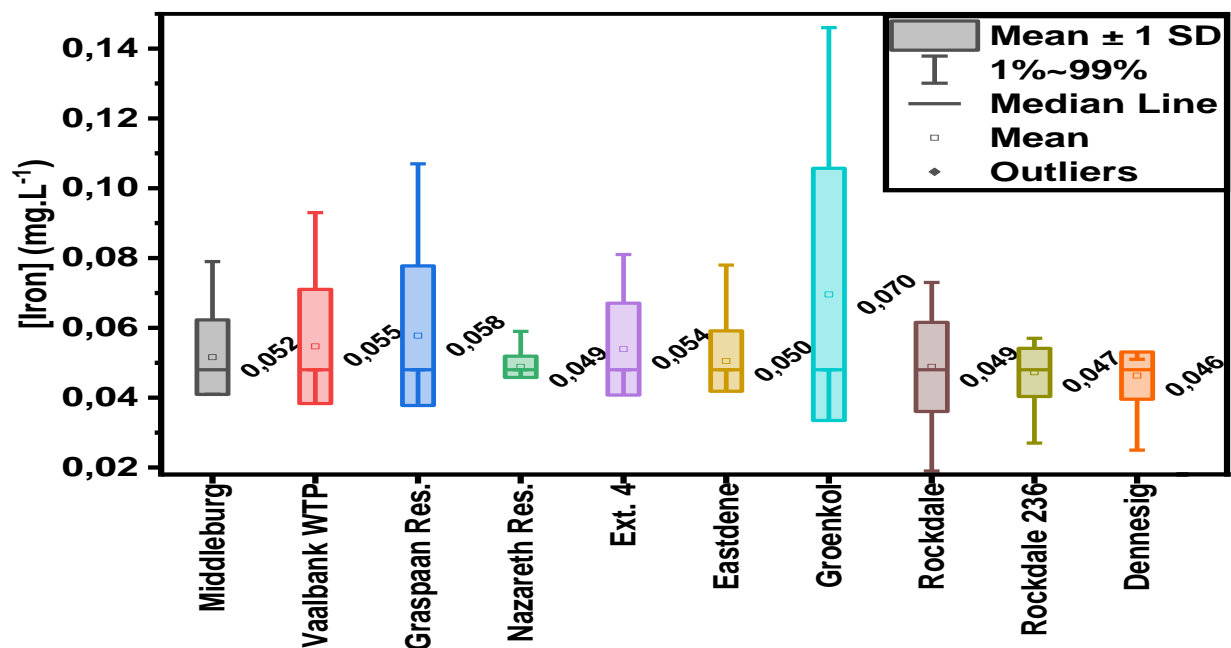 [Iron] (mg.L⁻¹)
0,14
0,12
0,10
0,08
0,06
0,04
0,02
Mean ± 1 SD
1%~99%
Median Line
Mean
Outliers
0,052
0,055
0,058
0,049
0,054
0,050
0,070
0,049
0,047
0,046
Middleburg
Vaalbank WTP
Graspaan Res.
Nazareth Res.
Ext. 4
Eastdene
Groenkol
Rockdale
Rockdale 236
Dennesig